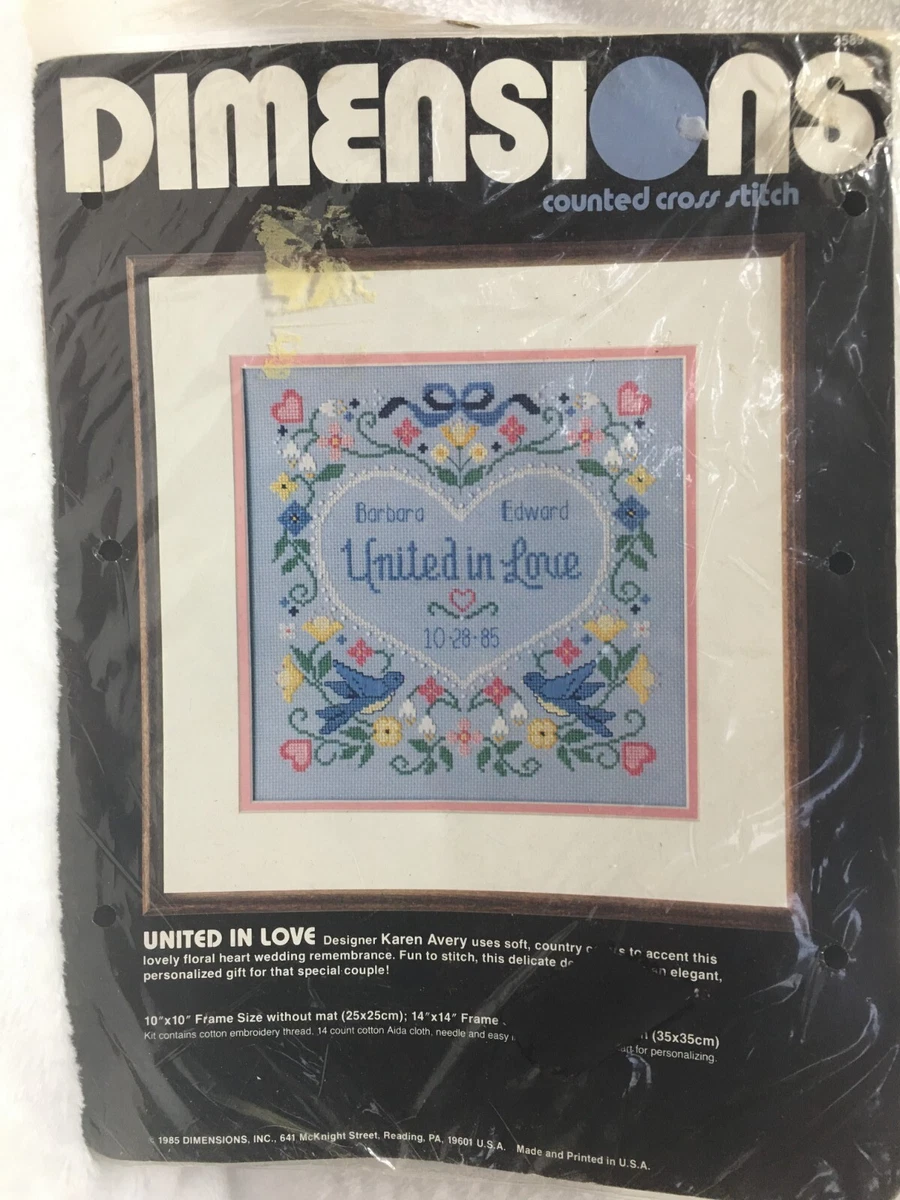 DIMENSIONS
counted cross stitch
Barbara Edward
United in Love
10-28-85
UNITED IN LOVE Designer Karen Avery uses soft, country to accent this
lovely floral heart wedding remembrance. Fun to stitch, this delicate elegant,
personalized gift for that special couple!
10"x10" Frame Size without mat (25x25cm); 14"x14" Frame (35x35cm)
Kit contains cotton embroidery thread, 14 count cotton Aida cloth, needle and easy for personalizing.
© 1985 DIMENSIONS, INC., 641 McKnight Street, Reading, PA. 19601 U.S.A. Made and Printed in U.S.A.